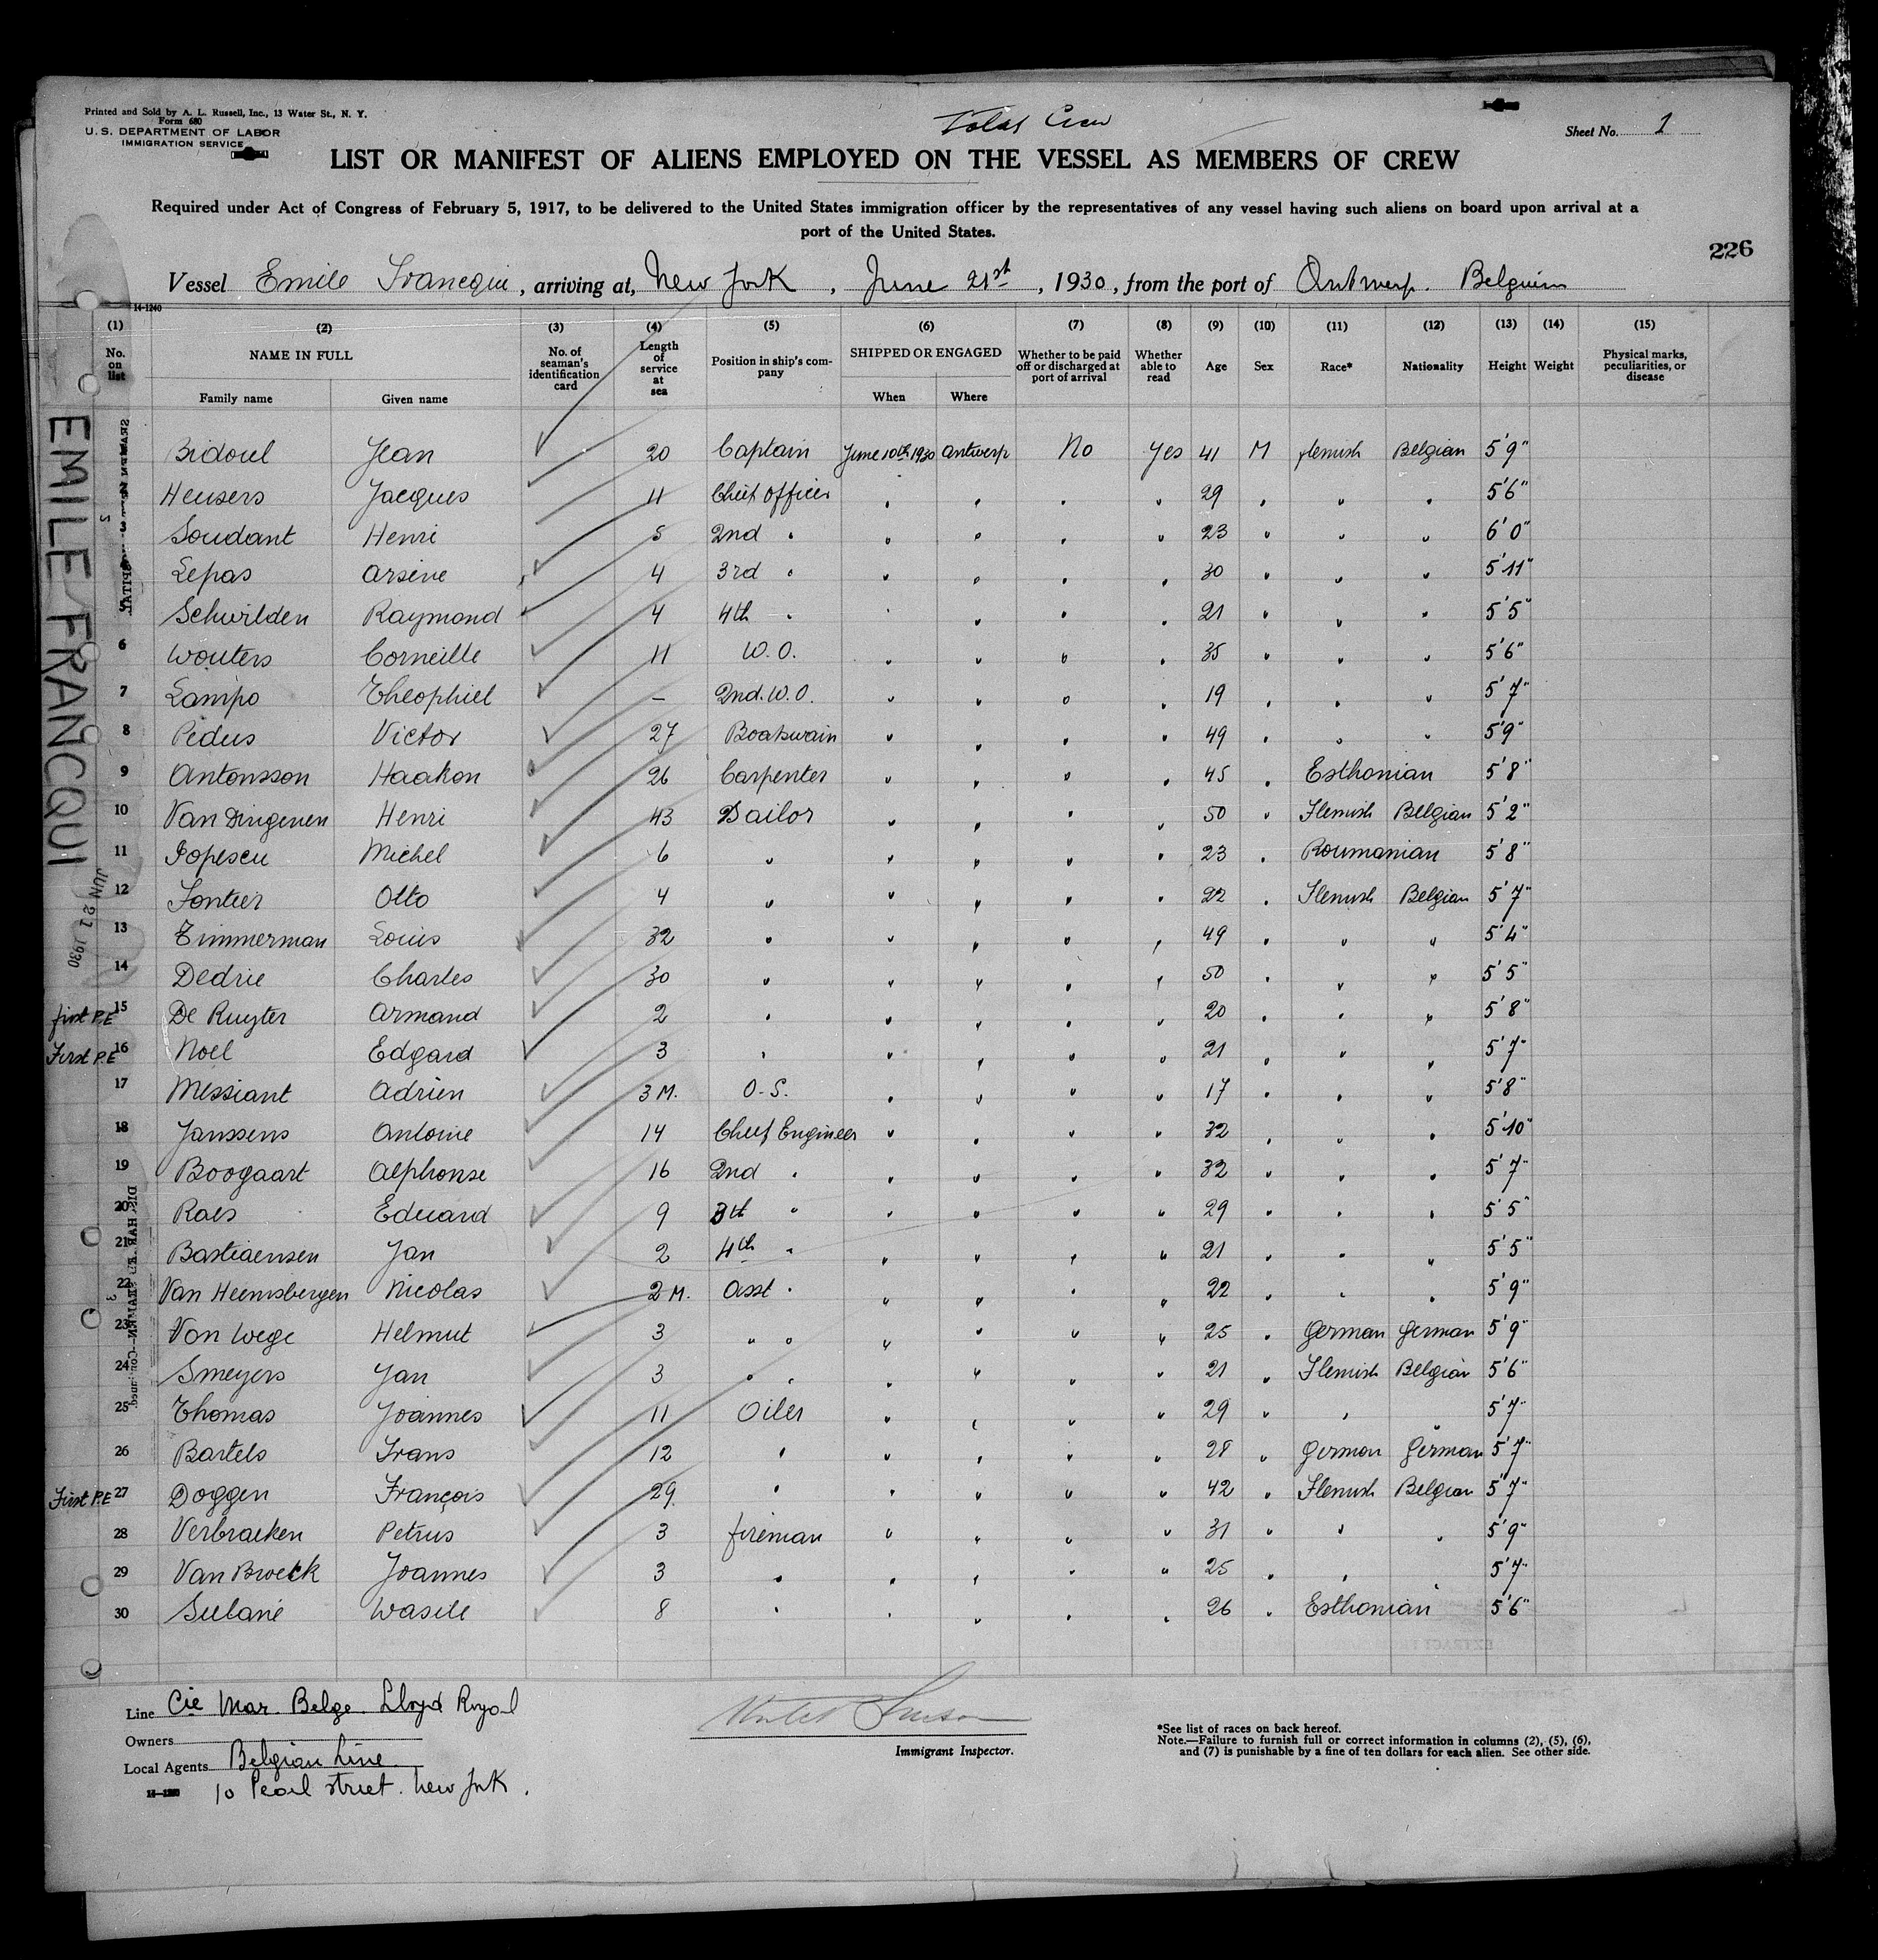 Printed and Sold by A. L. Russell, Inc., 13 Water St., N. Y.
Form 680
U. S. DEPARTMENT OF LABOR
IMMIGRATION SERVICE
Total Crew
Sheet No. 1
LIST OR MANIFEST OF ALIENS EMPLOYED ON THE VESSEL AS MEMBERS OF CREW
Required under Act of Congress of February 5, 1917, to be delivered to the United States immigration officer by the representatives of any vessel having such aliens on board upon arrival at a
port of the United States.
226
Vessel Emile Francqui, arriving at, New York, June 21st, 1930, from the port of Antwerp. Belgium
14-1240
(1) (2) (3) (4) (5) (6) (7) (8) (9) (10) (11) (12) (13) (14) (15)
No. on list NAME IN FULL No. of seaman's identification card Length of service at sea Position in ship's company SHIPPED OR ENGAGED Whether to be paid off or discharged at port of arrival Whether able to read Age Sex Race* Nationality Height Weight Physical marks, peculiarities, or disease
Family name Given name When Where
EMILE FRANCQUI
JUN 21 1930
Bidoul Jean 20 Captain June 10th 1930 Antwerp No Yes 41 M flemish Belgian 5'9"
Heusers Jacques 11 Chief Officer " " " " 29 " " " 5'6"
Soudant Henri 5 2nd " " " " " 23 " " " 6'0"
Lepas Arsène 4 3rd " " " " " 30 " " " 5'11"
Schwilden Raymond 4 4th " " " " " 21 " " " 5'5"
6 Wouters Corneille 11 W.O. " " " " 35 " " " 5'6"
7 Lampo Theophiel - 2nd. W.O. " " " " 19 " " " 5'7"
8 Pedus Victor 27 Boatswain " " " " 49 " " " 5'9"
9 Antonsson Haakon 26 Carpenter " " " " 45 " Esthonian 5'8"
10 Van Dingenen Henri 43 Sailor " " " " 50 " Flemish Belgian 5'2"
11 Popescu Michel 6 " " " " " 23 " Roumanian 5'8"
12 Fontier Otto 4 " " " " " 22 " Flemish Belgian 5'7"
13 Timmerman Louis 32 " " " " " 49 " " " 5'4"
14 Dedrie Charles 30 " " " " " 50 " " " 5'5"
first P.E 15 De Ruyter Armand 2 " " " " " 20 " " " 5'8"
First P.E 16 Noel Edgard 3 " " " " " 21 " " " 5'7"
17 Messiant Adrien 3 M. O.S. " " " " 17 " " " 5'8"
18 Janssens Antoine 14 Chief Engineer " " " " 32 " " " 5'10"
19 Boogaart Alphonse 16 2nd " " " " " 32 " " " 5'7"
20 Raes Eduard 9 3th " " " " " 29 " " " 5'5"
21 Bastiaensen Jan 2 4th " " " " " 21 " " " 5'5"
22 Van Heemsbergen Nicolas 2 M. Asst " " " " " 22 " " " 5'9"
23 Von Wege Helmut 3 " " " " " " 25 " German German 5'9"
24 Smeyers Jan 3 " " " " " " 21 " Flemish Belgian 5'6"
25 Thomas Joannes 11 Oiler " " " " 29 " " " 5'7"
26 Bartels Frans 12 " " " " " 28 " German German 5'7"
First P.E 27 Doggen François 29 " " " " " 42 " Flemish Belgian 5'7"
28 Verbraeken Petrus 3 fireman " " " " 31 " " " 5'9"
29 Van Broeck Joannes 3 " " " " " 25 " " " 5'7"
30 Wasile 8 " " " " " 26 " Esthonian 5'6"
Line Cie Mar. Belge. Lloyd Royal
Owners
Local Agents Belgian Line
10 Pearl street. New York.
Immigrant Inspector.
*See list of races on back hereof.
Note.—Failure to furnish full or correct information in columns (2), (5), (6),
and (7) is punishable by a fine of ten dollars for each alien. See other side.